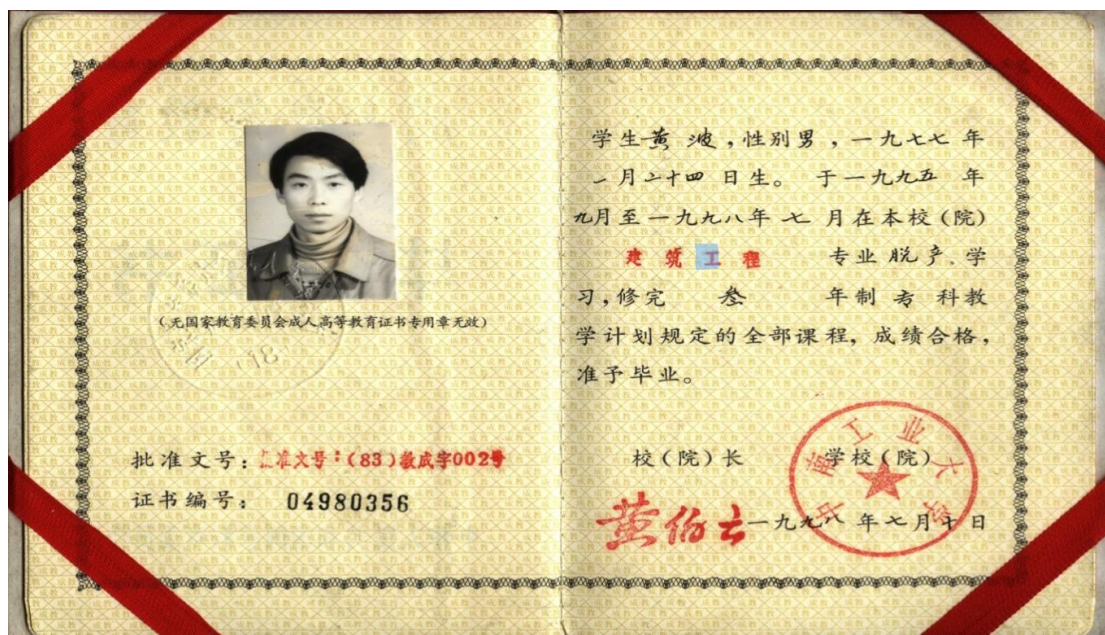 (无国家教育委员会成人高等教育证书专用章无效)
批准文号：批准文号：(83)教成字002号
证书编号： 04980356
学生黄波，性别男，一九七七年
一月二十四日生。于一九九五年
九月至一九九八年七月在本校(院)
建筑工程 专业脱产学
习，修完 叁 年制专科教
学计划规定的全部课程，成绩合格，
准予毕业。
校(院)长 学校(院)
中南工业大学
黄伯云
一九九八年七月十日